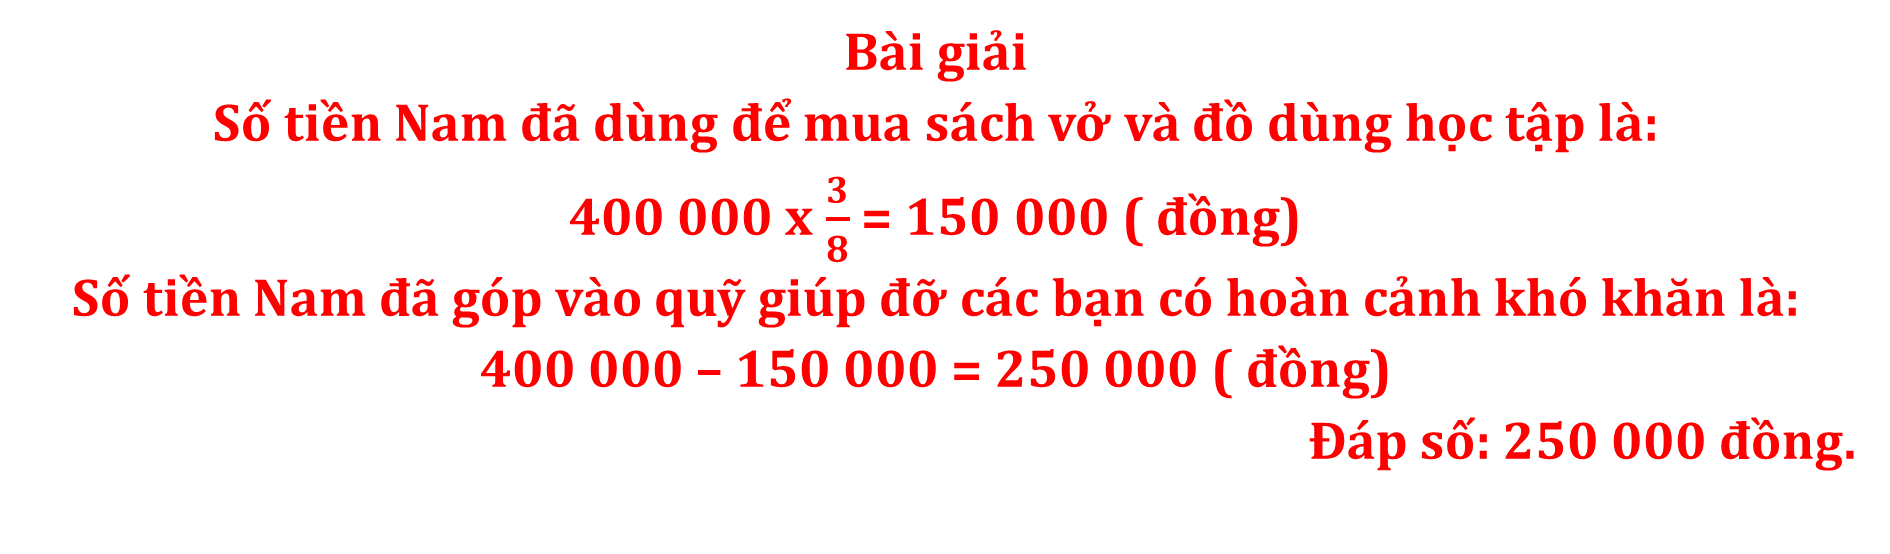 Bài giải
Số tiền Nam đã dùng để mua sách vở và đồ dùng học tập là:
400 000 x 3/8 = 150 000 ( đồng)
Số tiền Nam đã góp vào quỹ giúp đỡ các bạn có hoàn cảnh khó khăn là:
400 000 – 150 000 = 250 000 ( đồng)
Đáp số: 250 000 đồng.